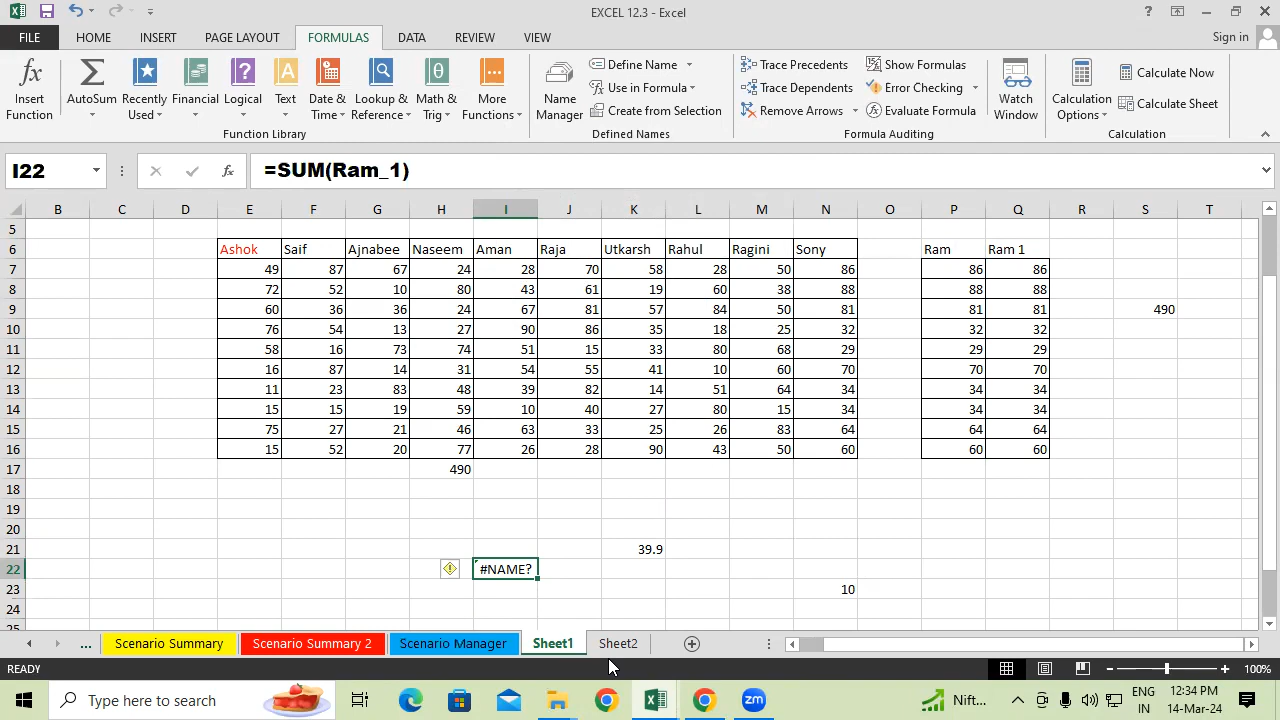 EXCEL 12.3 - Excel
FILE HOME INSERT PAGE LAYOUT FORMULAS DATA REVIEW VIEW Sign in
Insert Function
AutoSum
Recently Used
Financial
Logical
Text
Date & Time
Lookup & Reference
Math & Trig
More Functions
Function Library
Name Manager
Define Name
Use in Formula
Create from Selection
Defined Names
Trace Precedents
Trace Dependents
Remove Arrows
Show Formulas
Error Checking
Evaluate Formula
Formula Auditing
Watch Window
Calculation Options
Calculate Now
Calculate Sheet
Calculation
I22 fx =SUM(Ram_1)
B C D E F G H I J K L M N O P Q R S T
5
6 Ashok Saif Ajnabee Naseem Aman Raja Utkarsh Rahul Ragini Sony Ram Ram 1
7 49 87 67 24 28 70 58 28 50 86 86 86
8 72 52 10 80 43 61 19 60 38 88 88 88
9 60 36 36 24 67 81 57 84 50 81 81 81 490
10 76 54 13 27 90 86 35 18 25 32 32 32
11 58 16 73 74 51 15 33 80 68 29 29 29
12 16 87 14 31 54 55 41 10 60 70 70 70
13 11 23 83 48 39 82 14 51 64 34 34 34
14 15 15 19 59 10 40 27 80 15 34 34 34
15 75 27 21 46 63 33 25 26 83 64 64 64
16 15 52 20 77 26 28 90 43 50 60 60 60
17 490
18
19
20
21 39.9
22 #NAME?
23 10
24
25
... Scenario Summary Scenario Summary 2 Scenario Manager Sheet1 Sheet2
READY 100%
Type here to search Nift... ENG 12:34 PM
IN 14-Mar-24